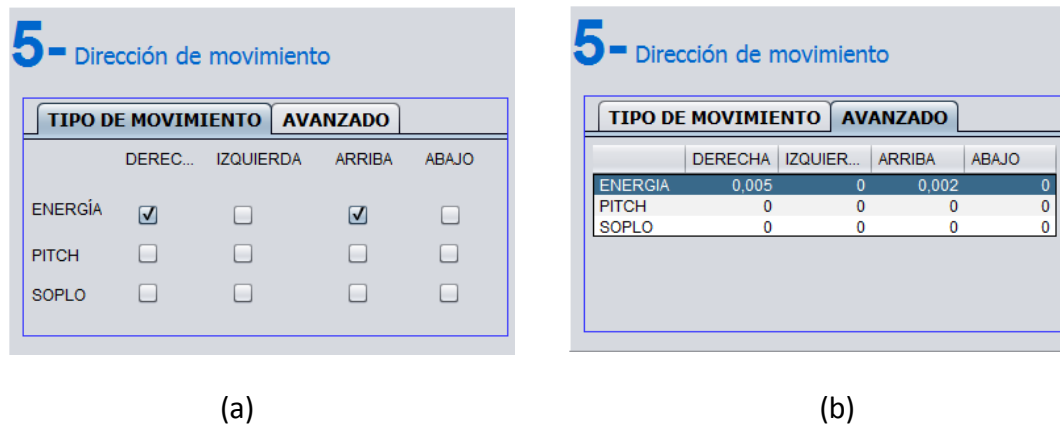 5- Dirección de movimiento
TIPO DE MOVIMIENTO AVANZADO
DEREC... IZQUIERDA ARRIBA ABAJO
ENERGÍA
PITCH
SOPLO
(a)
5- Dirección de movimiento
TIPO DE MOVIMIENTO AVANZADO
DERECHA IZQUIER... ARRIBA ABAJO
ENERGIA 0,005 0 0,002 0
PITCH 0 0 0 0
SOPLO 0 0 0 0
(b)